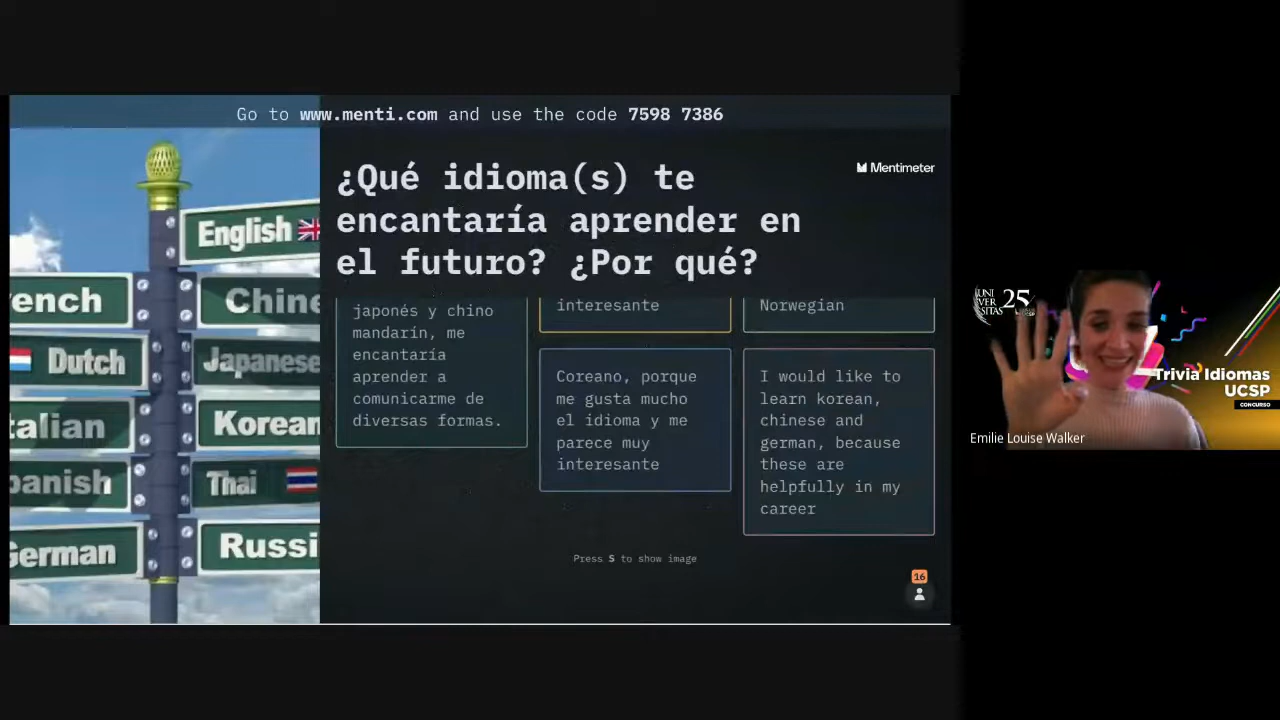 Go to www.menti.com and use the code 7598 7386
Mentimeter
¿Qué idioma(s) te
encantaría aprender en
el futuro? ¿Por qué?
English
ench
Chine
Dutch
Japanese
talian
Korean
panish
Thai
German
Russi
japonés y chino
mandarín, me
encantaría
aprender a
comunicarme de
diversas formas.
interesante
Coreano, porque
me gusta mucho
el idioma y me
parece muy
interesante
Norwegian
I would like to
learn korean,
chinese and
german, because
these are
helpfully in my
career
Press S to show image
16
UNI
VER
SITAS
25
Trivia Idiomas
UCSP
CONCURSO
Emilie Louise Walker